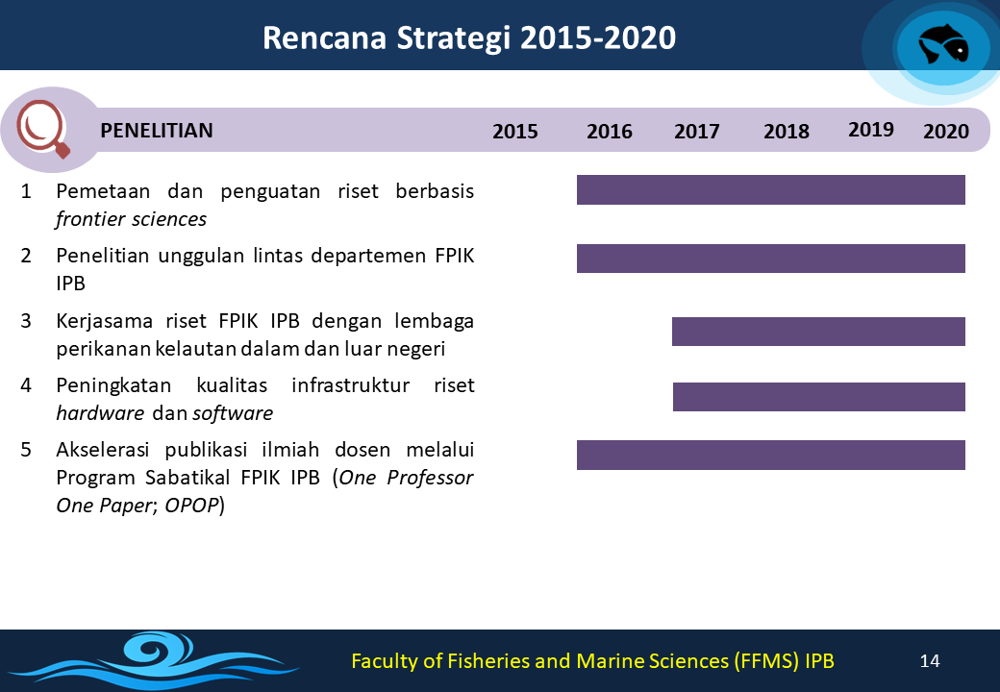 Rencana Strategi 2015-2020
PENELITIAN 2015 2016 2017 2018 2019 2020
1 Pemetaan dan penguatan riset berbasis
frontier sciences
2 Penelitian unggulan lintas departemen FPIK
IPB
3 Kerjasama riset FPIK IPB dengan lembaga
perikanan kelautan dalam dan luar negeri
4 Peningkatan kualitas infrastruktur riset
hardware dan software
5 Akselerasi publikasi ilmiah dosen melalui
Program Sabatikal FPIK IPB (One Professor
One Paper; OPOP)
Faculty of Fisheries and Marine Sciences (FFMS) IPB 14